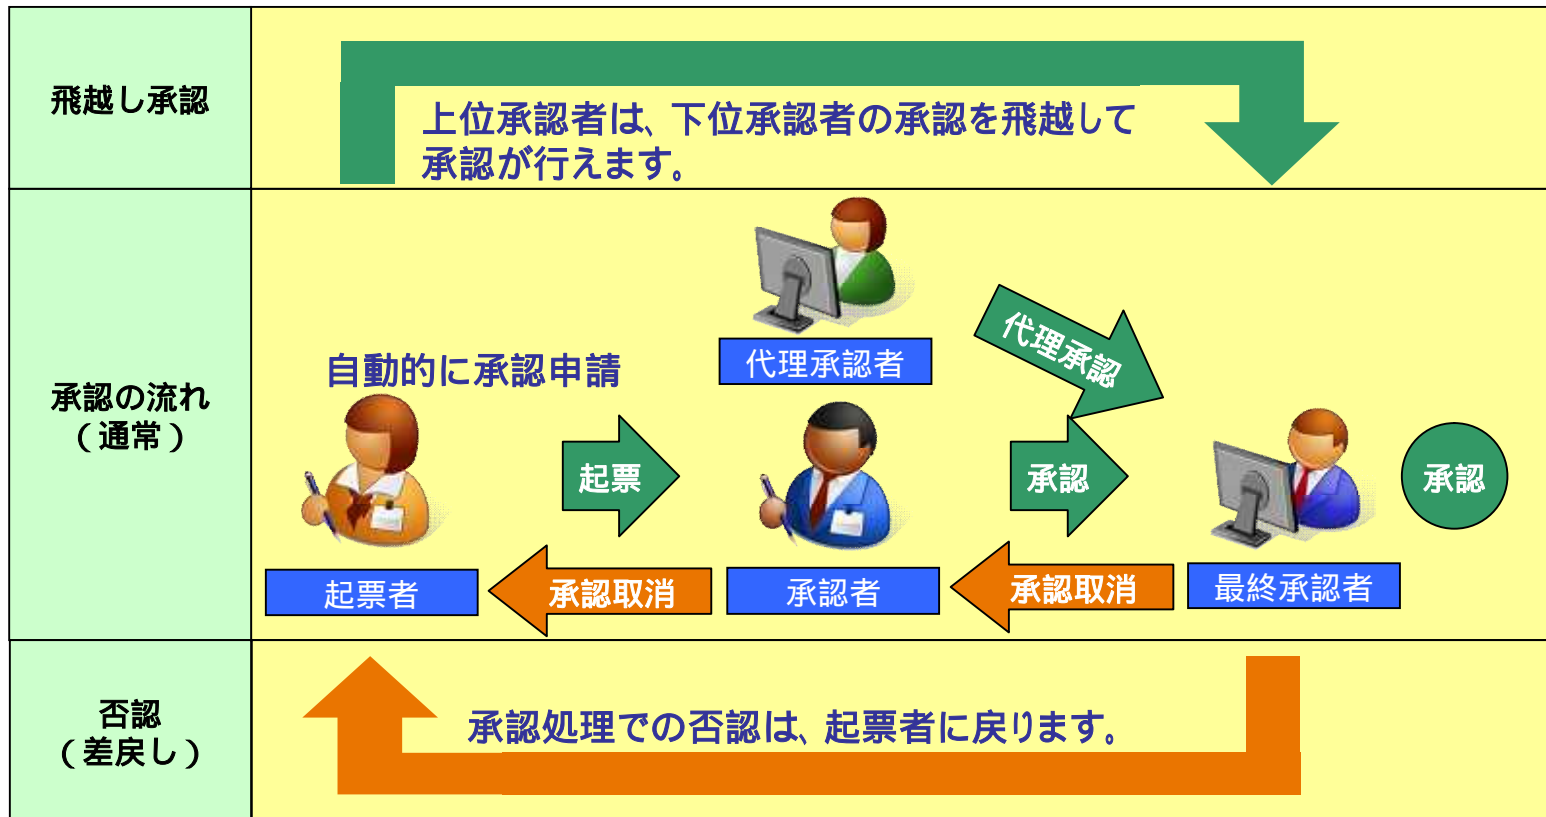 飛越し承認
上位承認者は、下位承認者の承認を飛越して
承認が行えます。
承認の流れ
（通常）
自動的に承認申請
代理承認者
代理承認
起票
承認
承認
起票者
承認取消
承認者
承認取消
最終承認者
否認
（差戻し）
承認処理での否認は、起票者に戻ります。